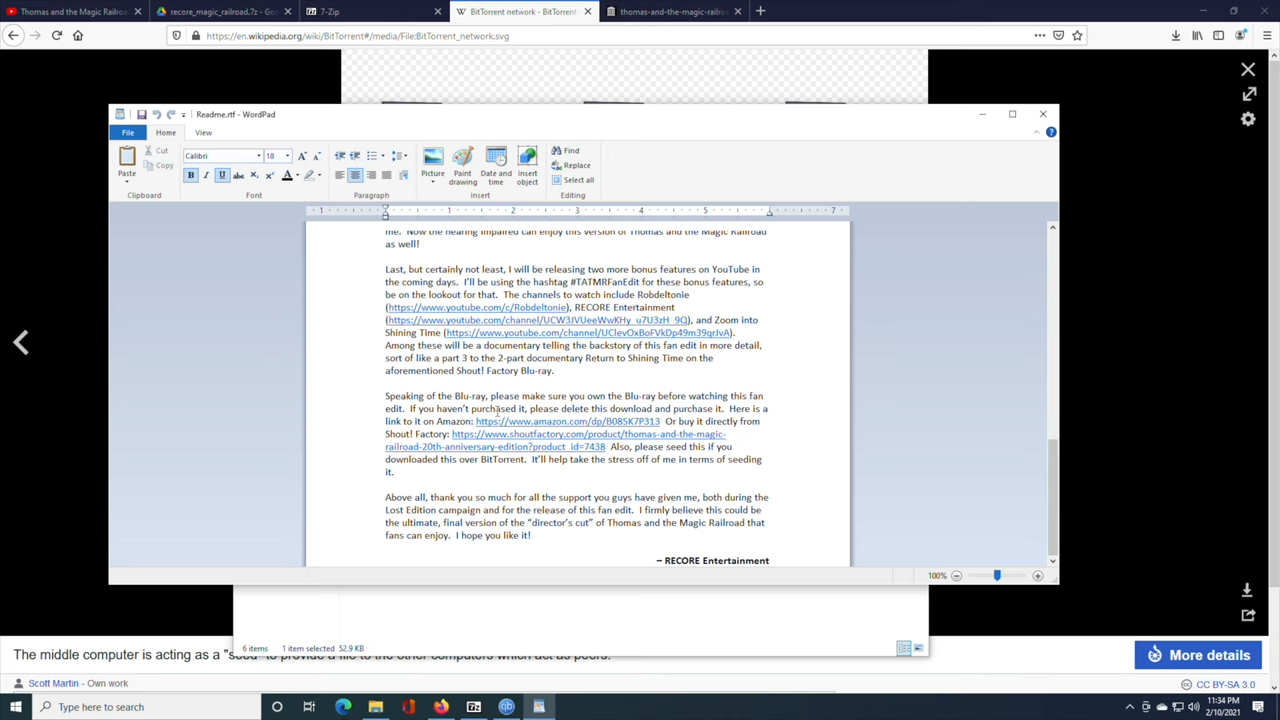 Thomas and the Magic Railroa
recore_magic_railroad.7z - Goo
7-Zip
BitTorrent network - BitTorrent
thomas-and-the-magic-railroa
https://en.wikipedia.org/wiki/BitTorrent#/media/File:BitTorrent_network.svg
Readme.rtf - WordPad
File
Home
View
Paste
Cut
Copy
Clipboard
Calibri
18
Font
Paragraph
Picture
Paint drawing
Date and time
Insert object
Insert
Find
Replace
Select all
Editing
1 1 2 3 4 5 7
me. Now the hearing impaired can enjoy this version of Thomas and the Magic Railroad
as well!
Last, but certainly not least, I will be releasing two more bonus features on YouTube in
the coming days. I'll be using the hashtag #TATMRFanEdit for these bonus features, so
be on the lookout for that. The channels to watch include Robdeltonie
(https://www.youtube.com/c/Robdeltonie), RECORE Entertainment
(https://www.youtube.com/channel/UCW3JVUeeWwKHy_u7U3zH_9Q), and Zoom into
Shining Time (https://www.youtube.com/channel/UClevOxBoFVkDp49m39qrJvA).
Among these will be a documentary telling the backstory of this fan edit in more detail,
sort of like a part 3 to the 2-part documentary Return to Shining Time on the
aforementioned Shout! Factory Blu-ray.
Speaking of the Blu-ray, please make sure you own the Blu-ray before watching this fan
edit. If you haven't purchased it, please delete this download and purchase it. Here is a
link to it on Amazon: https://www.amazon.com/dp/B085K7P313 Or buy it directly from
Shout! Factory: https://www.shoutfactory.com/product/thomas-and-the-magic-
railroad-20th-anniversary-edition?product_id=7438 Also, please seed this if you
downloaded this over BitTorrent. It'll help take the stress off of me in terms of seeding
it.
Above all, thank you so much for all the support you guys have given me, both during the
Lost Edition campaign and for the release of this fan edit. I firmly believe this could be
the ultimate, final version of the "director's cut" of Thomas and the Magic Railroad that
fans can enjoy. I hope you like it!
– RECORE Entertainment
100%
6 items 1 item selected 52.9 KB
The middle computer is acting as a "seed" to provide a file to the other computers which act as peers.
More details
Scott Martin - Own work
CC BY-SA 3.0
Type here to search
11:34 PM
2/10/2021